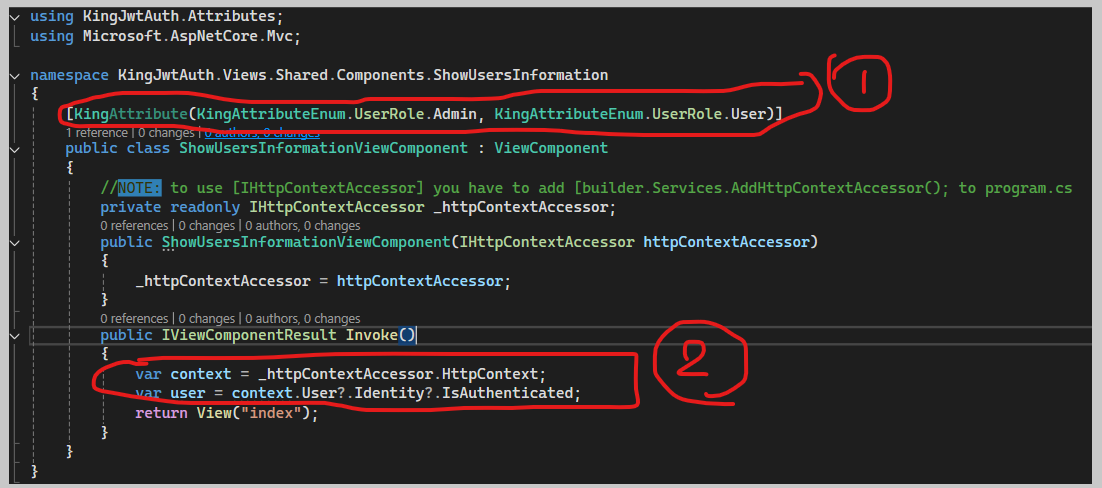 using KingJwtAuth.Attributes;
using Microsoft.AspNetCore.Mvc;
namespace KingJwtAuth.Views.Shared.Components.ShowUsersInformation
{
[KingAttribute(KingAttributeEnum.UserRole.Admin, KingAttributeEnum.UserRole.User)]
1
1 reference | 0 changes | 0 authors, 0 changes
public class ShowUsersInformationViewComponent : ViewComponent
{
//NOTE: to use [IHttpContextAccessor] you have to add [builder.Services.AddHttpContextAccessor(); to program.cs
private readonly IHttpContextAccessor _httpContextAccessor;
0 references | 0 changes | 0 authors, 0 changes
public ShowUsersInformationViewComponent(IHttpContextAccessor httpContextAccessor)
{
_httpContextAccessor = httpContextAccessor;
}
0 references | 0 changes | 0 authors, 0 changes
public IViewComponentResult Invoke()
{
var context = _httpContextAccessor.HttpContext;
2
var user = context.User?.Identity?.IsAuthenticated;
return View("index");
}
}
}